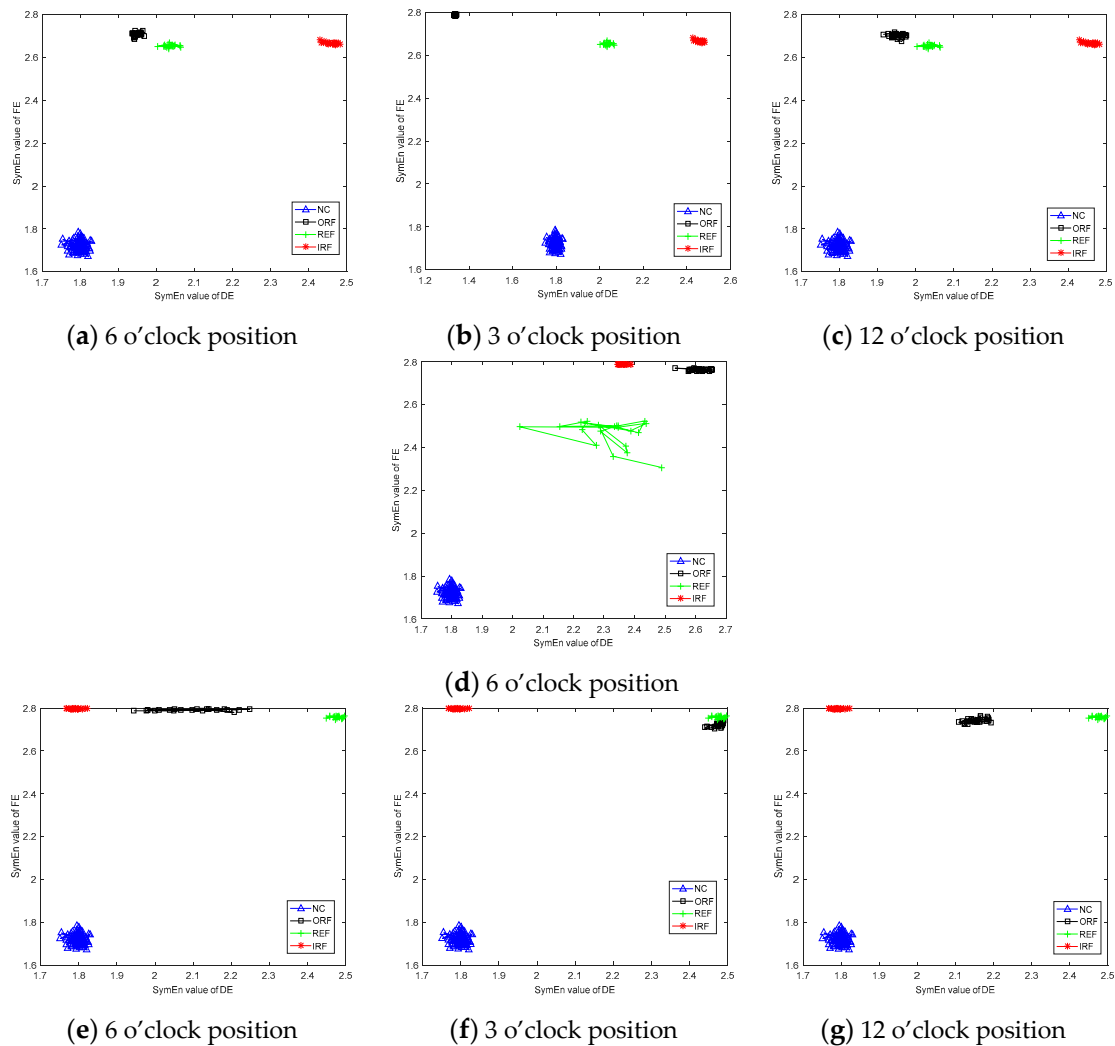 2.8
2.6
2.4
2.2
2
1.8
1.6
SymEn value of FE
NC
ORF
REF
IRF
1.7 1.8 1.9 2 2.1 2.2 2.3 2.4 2.5
SymEn value of DE
(a) 6 o’clock position
2.8
2.6
2.4
2.2
2
1.8
1.6
SymEn value of FE
NC
ORF
REF
IRF
1.2 1.4 1.6 1.8 2 2.2 2.4 2.6
SymEn value of DE
(b) 3 o’clock position
2.8
2.6
2.4
2.2
2
1.8
1.6
SymEn value of FE
NC
ORF
REF
IRF
1.7 1.8 1.9 2 2.1 2.2 2.3 2.4 2.5
SymEn value of DE
(c) 12 o’clock position
2.8
2.6
2.4
2.2
2
1.8
1.6
SymEn value of FE
NC
ORF
REF
IRF
1.7 1.8 1.9 2 2.1 2.2 2.3 2.4 2.5 2.6 2.7
SymEn value of DE
(d) 6 o’clock position
2.8
2.6
2.4
2.2
2
1.8
1.6
SymEn value of FE
NC
ORF
REF
IRF
1.7 1.8 1.9 2 2.1 2.2 2.3 2.4 2.5
SymEn value of DE
(e) 6 o’clock position
2.8
2.6
2.4
2.2
2
1.8
1.6
SymEn value of FE
NC
ORF
REF
IRF
1.7 1.8 1.9 2 2.1 2.2 2.3 2.4 2.5
SymEn value of DE
(f) 3 o’clock position
2.8
2.6
2.4
2.2
2
1.8
1.6
SymEn value of FE
NC
ORF
REF
IRF
1.7 1.8 1.9 2 2.1 2.2 2.3 2.4 2.5
SymEn value of DE
(g) 12 o’clock position